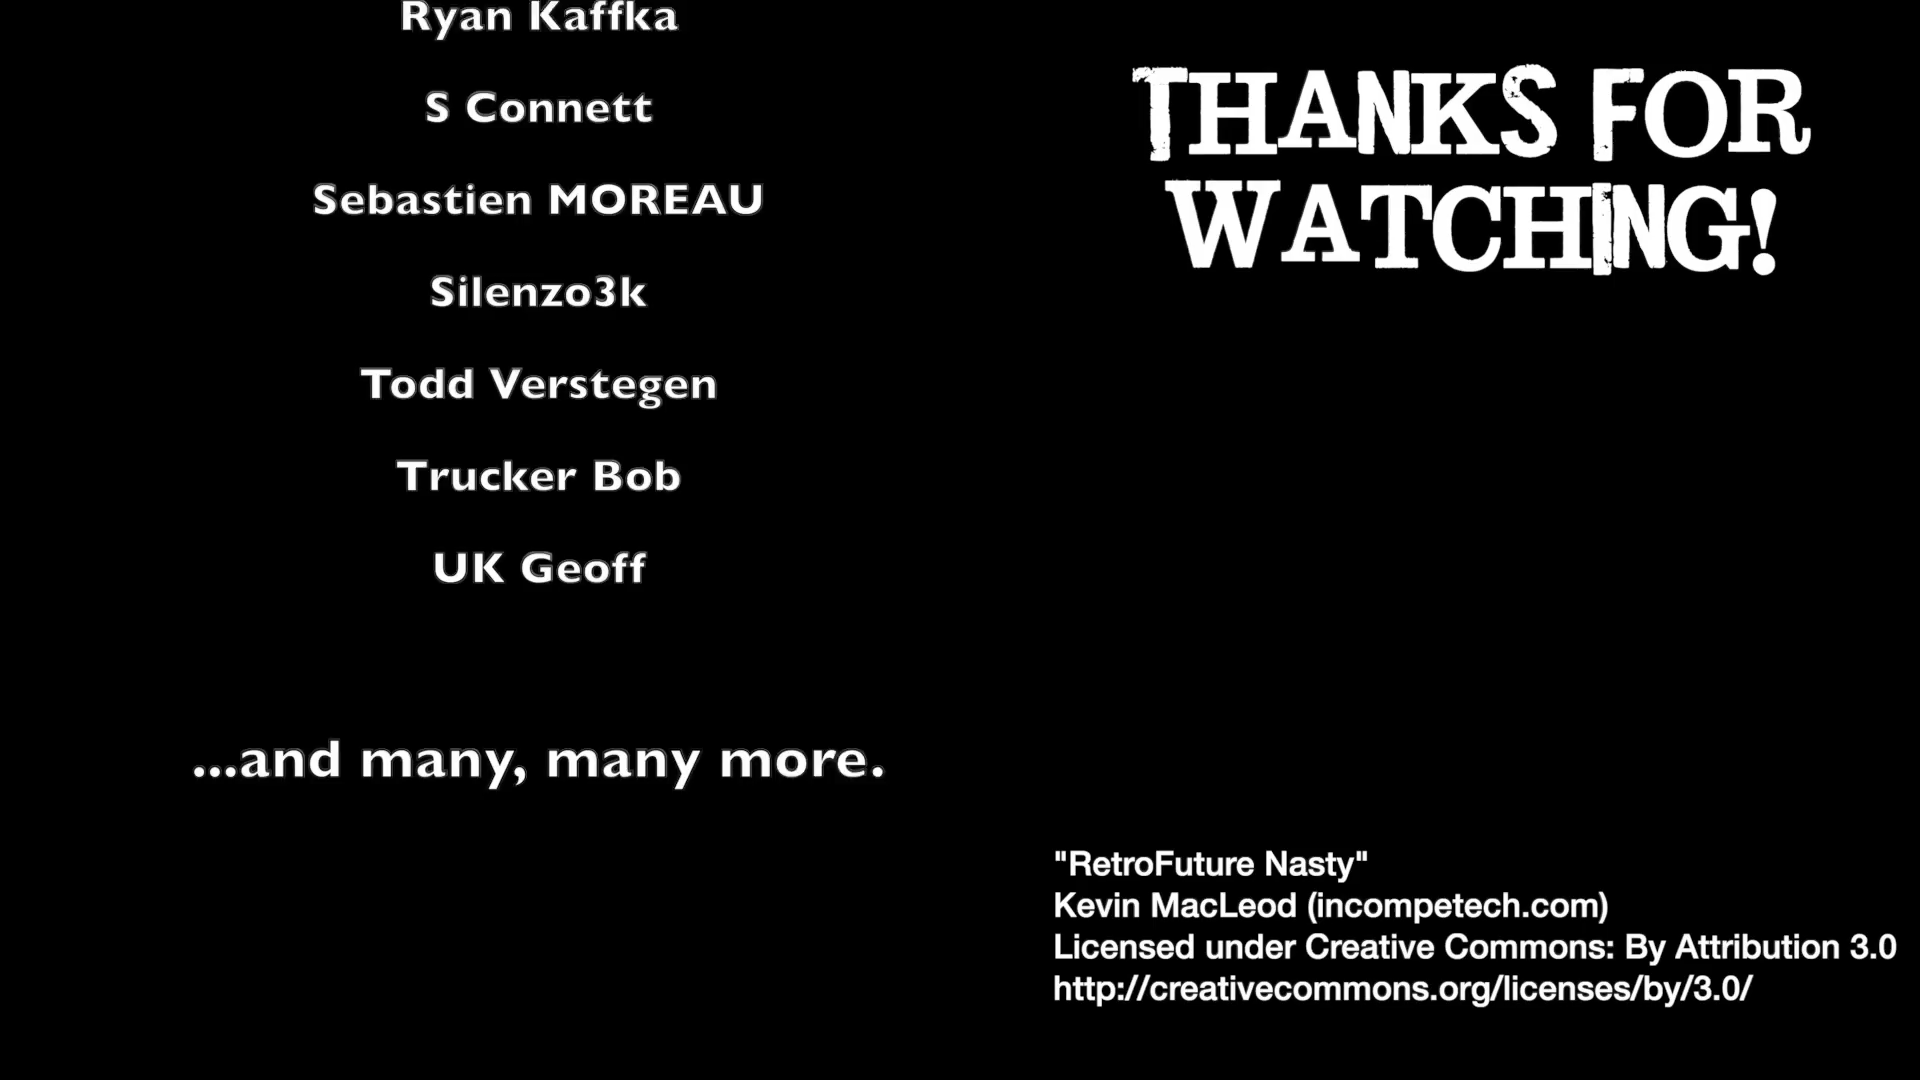 Ryan Kaffka
S Connett
Sebastien MOREAU
Silenzo3k
Todd Verstegen
Trucker Bob
UK Geoff
...and many, many more.
THANKS FOR
WATCHING!
"RetroFuture Nasty"
Kevin MacLeod (incompetech.com)
Licensed under Creative Commons: By Attribution 3.0
http://creativecommons.org/licenses/by/3.0/